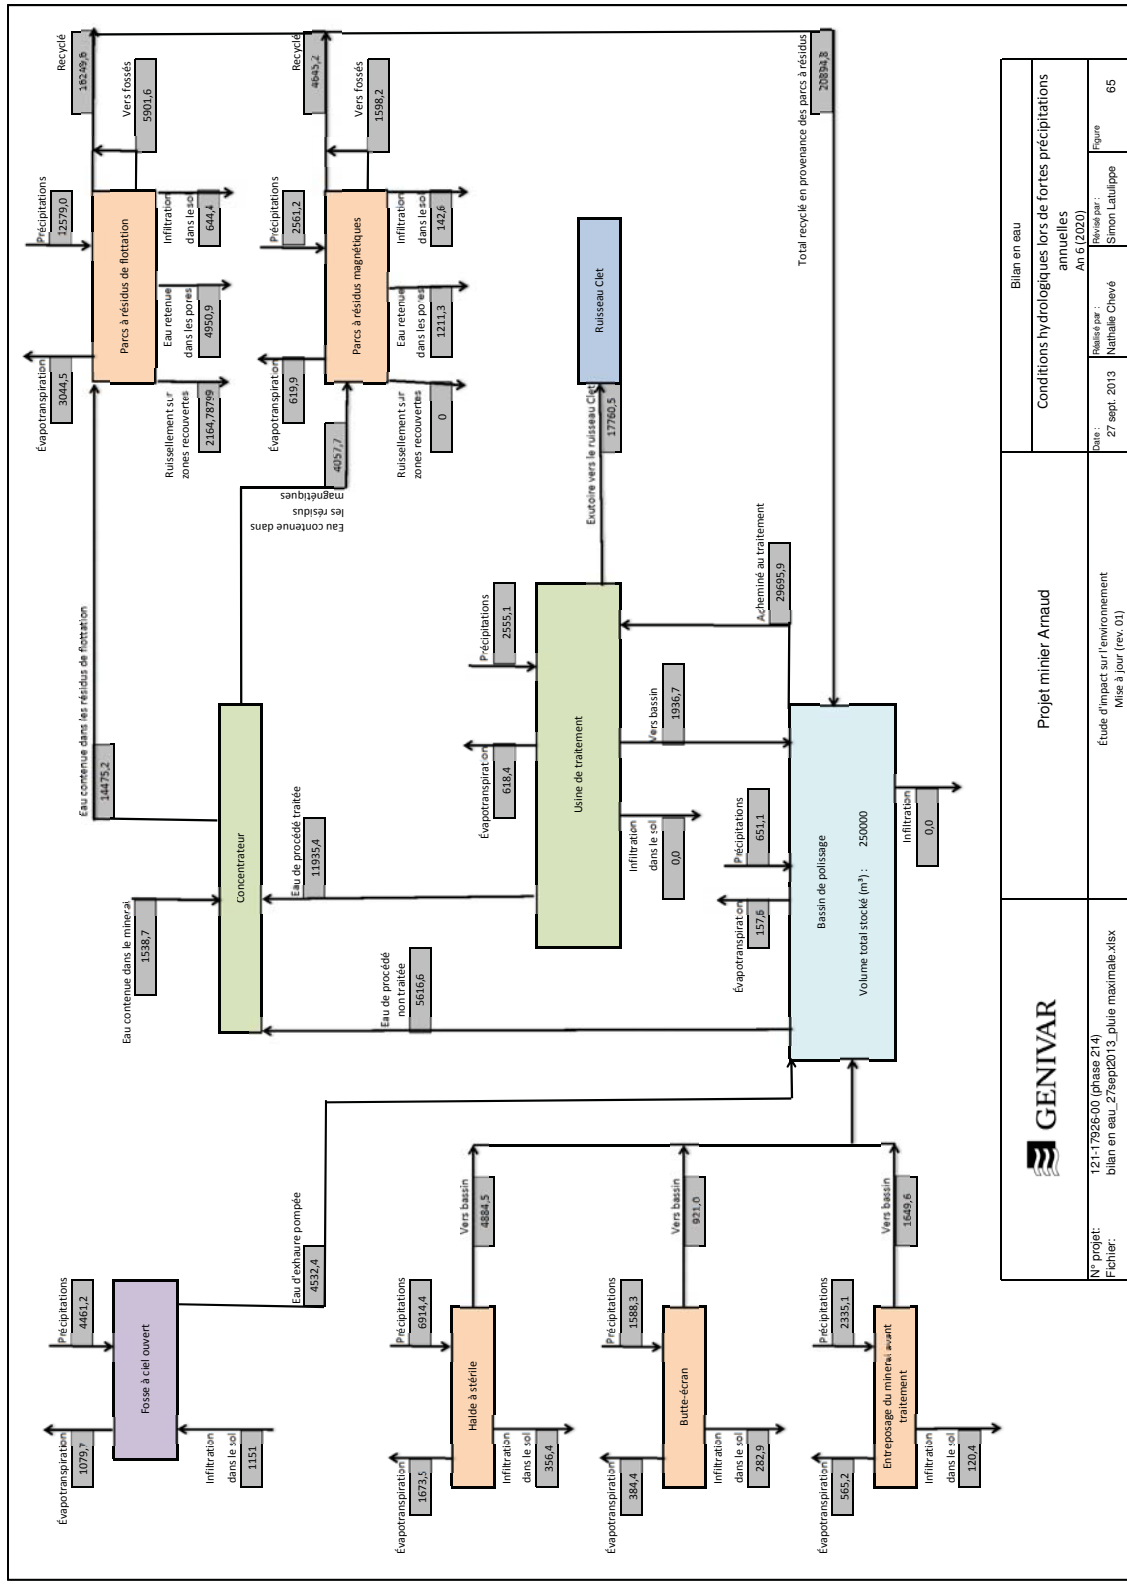 Évapotranspiration
1079,7
Précipitations
4461,2
Fosse à ciel ouvert
Infiltration
dans le sol
1151
Eau d'exhaure pompée
4532,4
Évapotranspiration
1673,5
Précipitations
6914,4
Halde à stérile
Infiltration
dans le sol
356,4
Vers bassin
4884,5
Évapotranspiration
384,4
Précipitations
1588,3
Butte-écran
Infiltration
dans le sol
282,9
Vers bassin
921,0
Évapotranspiration
565,2
Précipitations
2335,1
Entreposage du minerai avant
traitement
Infiltration
dans le sol
120,4
Vers bassin
1649,6
Eau contenue dans le minerai
1538,7
Concentrateur
Eau contenue dans les résidus de flottation
14475,2
Eau de procédé
non traitée
5616,6
Eau de procédé traitée
11935,4
Eau contenue dans
les résidus
magnétiques
4057,7
Évapotranspiration
618,4
Précipitations
2555,1
Usine de traitement
Infiltration
dans le sol
0,0
Vers bassin
1936,7
Acheminé au traitement
29695,9
Exutoire vers le ruisseau Clet
17760,5
Ruisseau Clet
Évapotranspiration
157,6
Précipitations
651,1
Bassin de polissage
Volume total stocké (m³) : 250000
Infiltration
0,0
Évapotranspiration
3044,5
Précipitations
12579,0
Parcs à résidus de flottation
Ruissellement sur
zones recouvertes
2164,78799
Eau retenue
dans les pores
4950,9
Infiltration
dans le sol
644,4
Vers fossés
5901,6
Recyclé
16249,6
Évapotranspiration
619,9
Précipitations
2561,2
Parcs à résidus magnétiques
Ruissellement sur
zones recouvertes
0
Eau retenue
dans les pores
1211,3
Infiltration
dans le sol
142,6
Vers fossés
1598,2
Recyclé
4645,2
Total recyclé en provenance des parcs à résidus
20894,8
GENIVAR
N° projet: 121-17926-00 (phase 214)
Fichier: bilan en eau_27sept2013_pluie maximale.xlsx
Projet minier Arnaud
Étude d'impact sur l'environnement
Mise à jour (rev. 01)
Bilan en eau
Conditions hydrologiques lors de fortes précipitations
annuelles
An 6 (2020)
Date :
27 sept. 2013
Réalisé par :
Nathalie Chevé
Révisé par :
Simon Latulippe
Figure
65